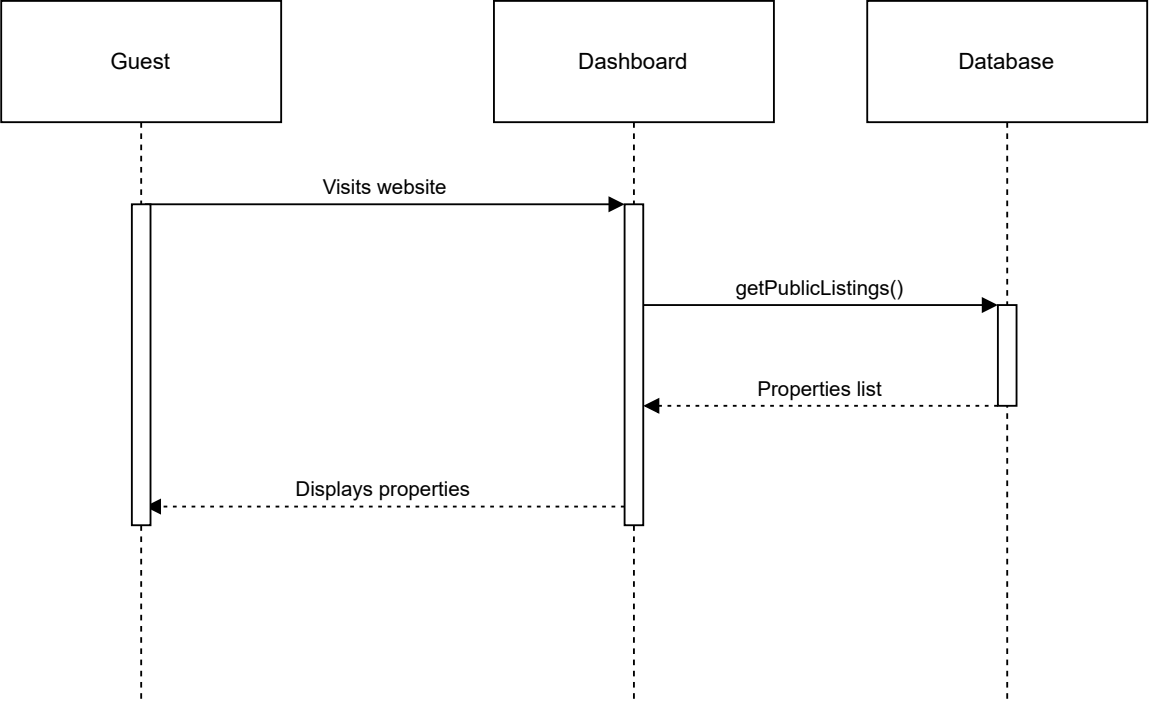 Guest
Dashboard
Database
Visits website
getPublicListings()
Properties list
Displays properties